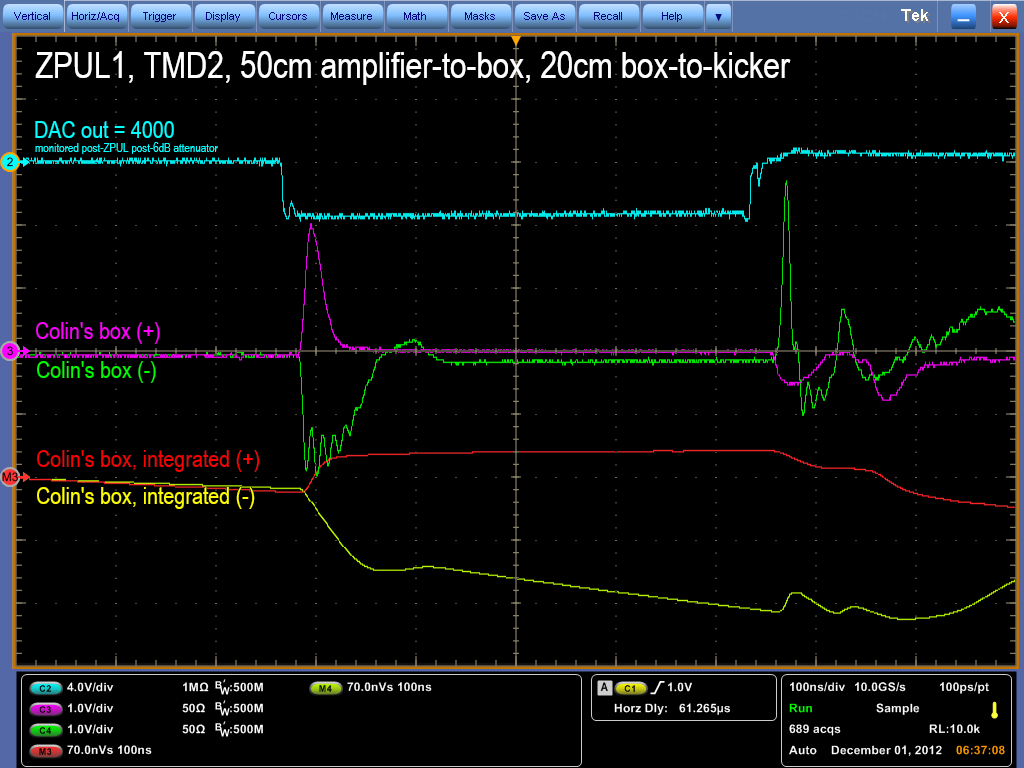 Vertical Horiz/Acq Trigger Display Cursors Measure Math Masks Save As Recall Help ▼ Tek X
ZPUL1, TMD2, 50cm amplifier-to-box, 20cm box-to-kicker
DAC out = 4000
monitored post-ZPUL post-6dB attenuator
2
Colin's box (+)
3
Colin's box (-)
Colin's box, integrated (+)
M3
Colin's box, integrated (-)
C2 4.0V/div 1MΩ BW:500M M4 70.0nVs 100ns
C3 1.0V/div 50Ω BW:500M
C4 1.0V/div 50Ω BW:500M
M3 70.0nVs 100ns
A C1 1.0V
Horz Dly: 61.265µs
100ns/div 10.0GS/s 100ps/pt
Run Sample
689 acqs RL:10.0k
Auto December 01, 2012 06:37:08